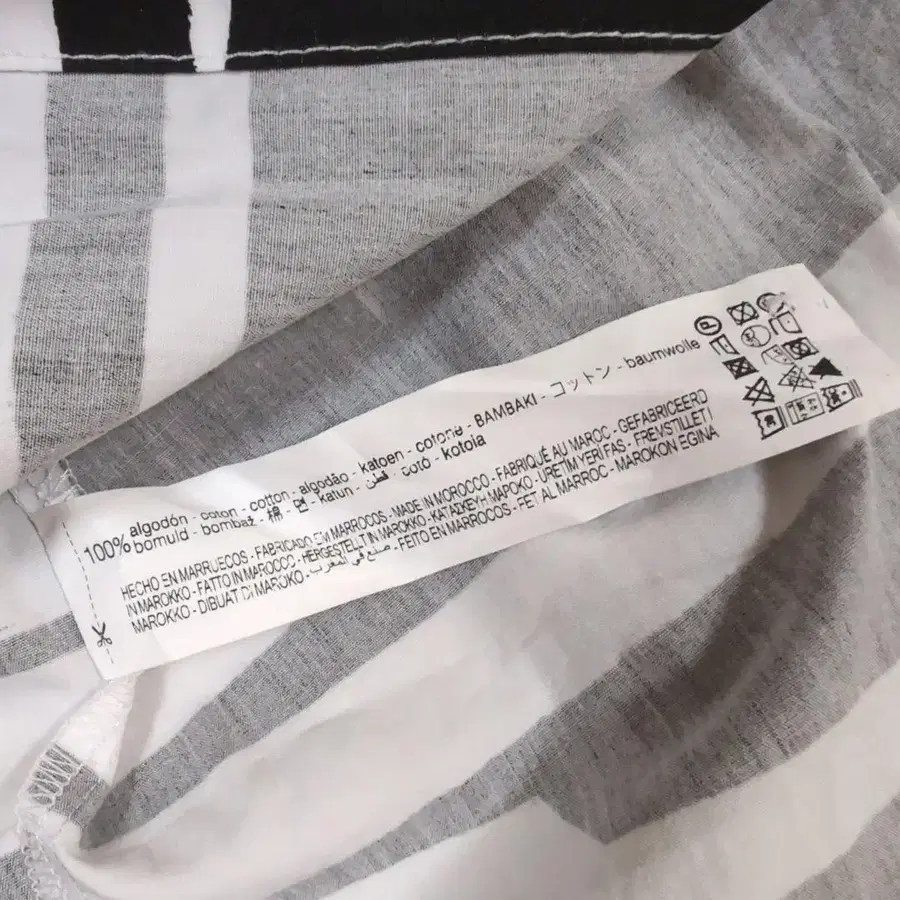 100% algodón - coton - cotton - algodão - katoen - cotone - BAMBAKI - コットン - baumwolle
bomuld - bombaž - 棉 - 면 - katun - قطن - כותנה - kotoia
HECHO EN MARRUECOS - FABRICADO EM MARROCOS - MADE IN MOROCCO - FABRIQUÉ AU MAROC - GEFABRICEERD
IN MAROKKO - FATTO IN MAROCCO - HERGESTELLT IN MAROKKO - ΚΑΤΑΣΚΕΥΗ ΜΑΡΟΚΟ - ÜRETIM YERI FAS - FREMSTILLET I
MAROKKO - DIBUAT DI MAROKO - صنع في المغرب - FEITO EN MARROCOS - FET AL MARROC - MAROKON EGINA